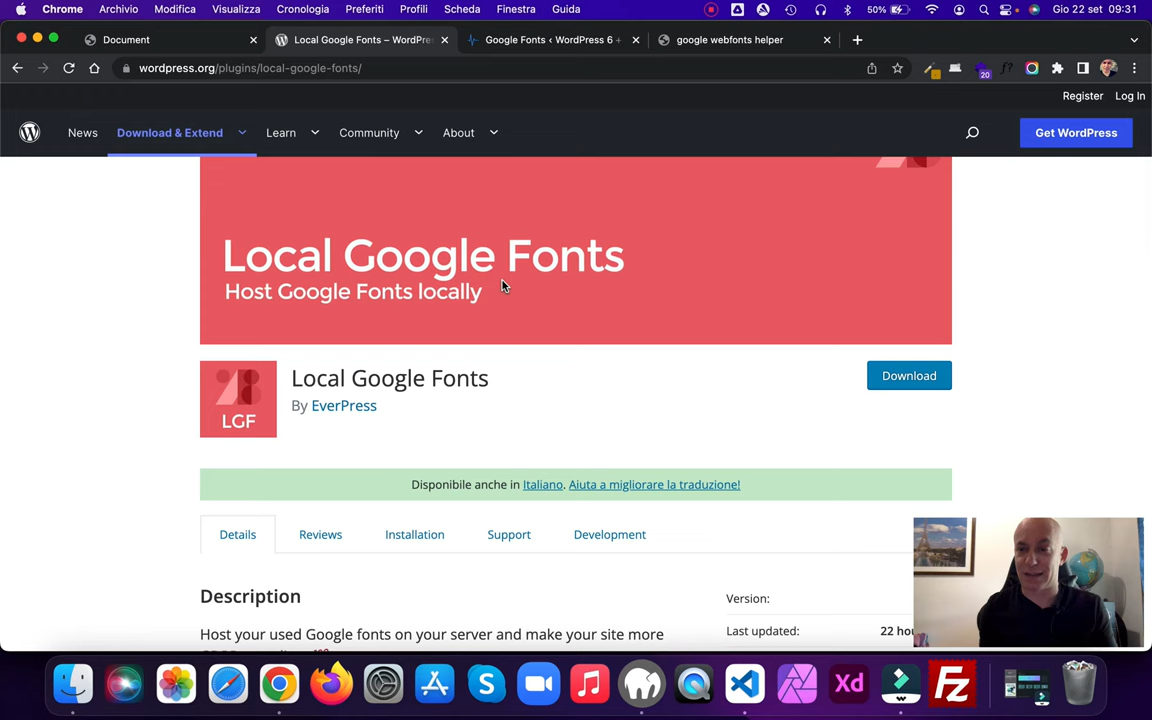 Chrome Archivio Modifica Visualizza Cronologia Preferiti Profili Scheda Finestra Guida 50% Gio 22 set 09:31
Document Local Google Fonts – WordPre Google Fonts ‹ WordPress 6 + google webfonts helper
wordpress.org/plugins/local-google-fonts/ 20
Register Log In
News Download & Extend Learn Community About Get WordPress
Local Google Fonts
Host Google Fonts locally
LGF
Local Google Fonts
By EverPress
Download
Disponibile anche in Italiano. Aiuta a migliorare la traduzione!
Details Reviews Installation Support Development
Description
Version:
Host your used Google fonts on your server and make your site more
Last updated: 22 hou
Xd Fz